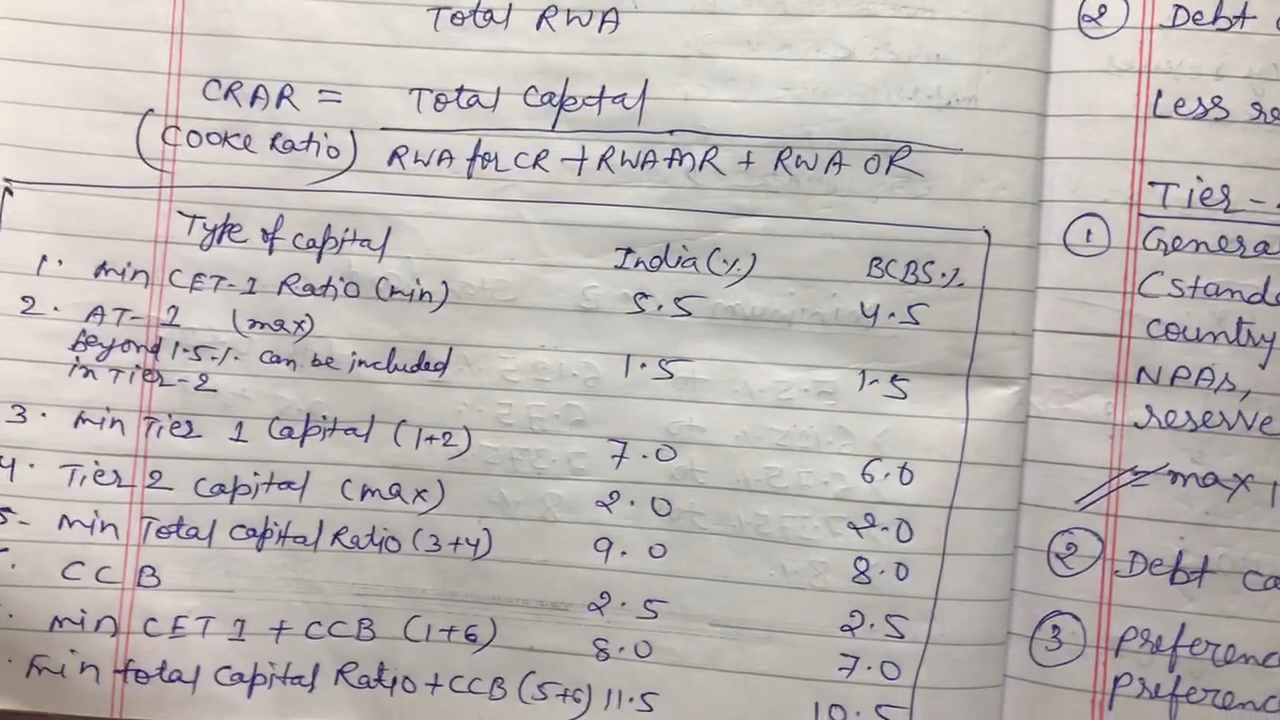 Total RWA
CRAR = Total Capital
(Cooke Ratio) RWA for CR + RWA MR + RWA OR
Type of capital India (%) BCBS %
1. min CET-1 Ratio (min) 5.5 4.5
2. AT-1 (max)
beyond 1.5% can be included 1.5 1.5
in Tier-2
3. min Tier 1 Capital (1+2) 7.0 6.0
4. Tier 2 Capital (max) 2.0 2.0
5- min Total Capital Ratio (3+4) 9.0 8.0
CCB 2.5 2.5
min CET 1 + CCB (1+6) 8.0 7.0
min total Capital Ratio + CCB (5+6) 11.5 10.5
② Debt
Less
Tier-
① Genera
(stand
country
NPAs,
reserve
max
② Debt ca
③ Preferenc
Preferenc